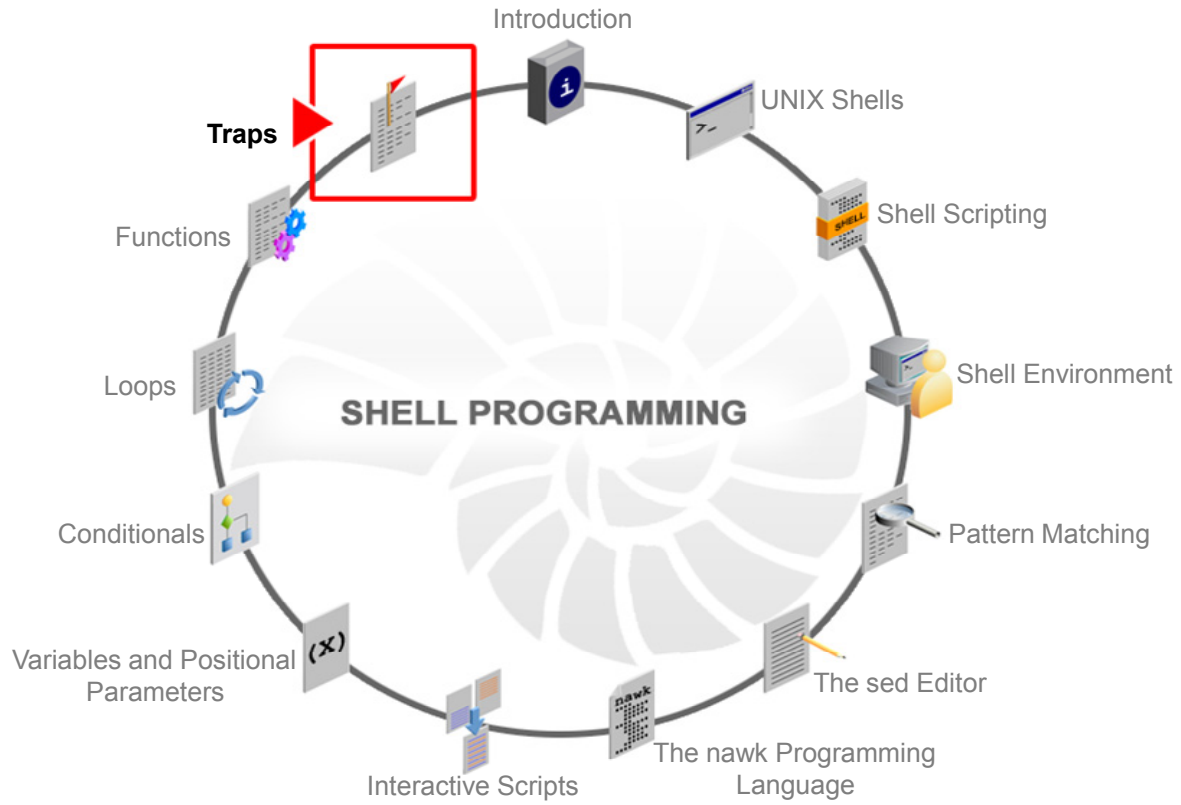 Introduction
UNIX Shells
Traps
Shell Scripting
SHELL
Functions
Shell Environment
Loops
SHELL PROGRAMMING
Conditionals
Pattern Matching
(x)
Variables and Positional
Parameters
The sed Editor
nawk
The nawk Programming
Language
Interactive Scripts
i
>_
>_